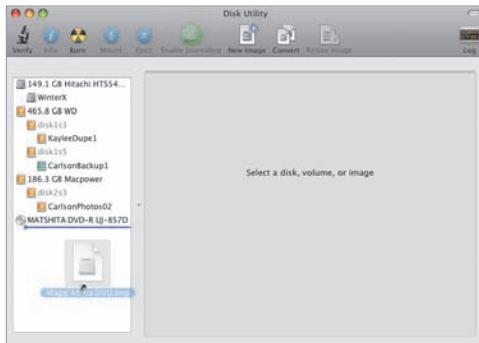 Disk Utility
Verify Info Burn Mount Eject Enable Journaling New Image Convert Resize Image Log
149.1 GB Hitachi HTS54...
WinterX
465.8 GB WD
disk1s3
KayleeDupe1
disk1s5
CarlsonBackup1
186.3 GB Macpower
disk2s3
CarlsonPhotos02
MATSHITA DVD-R UJ-857D
Select a disk, volume, or image